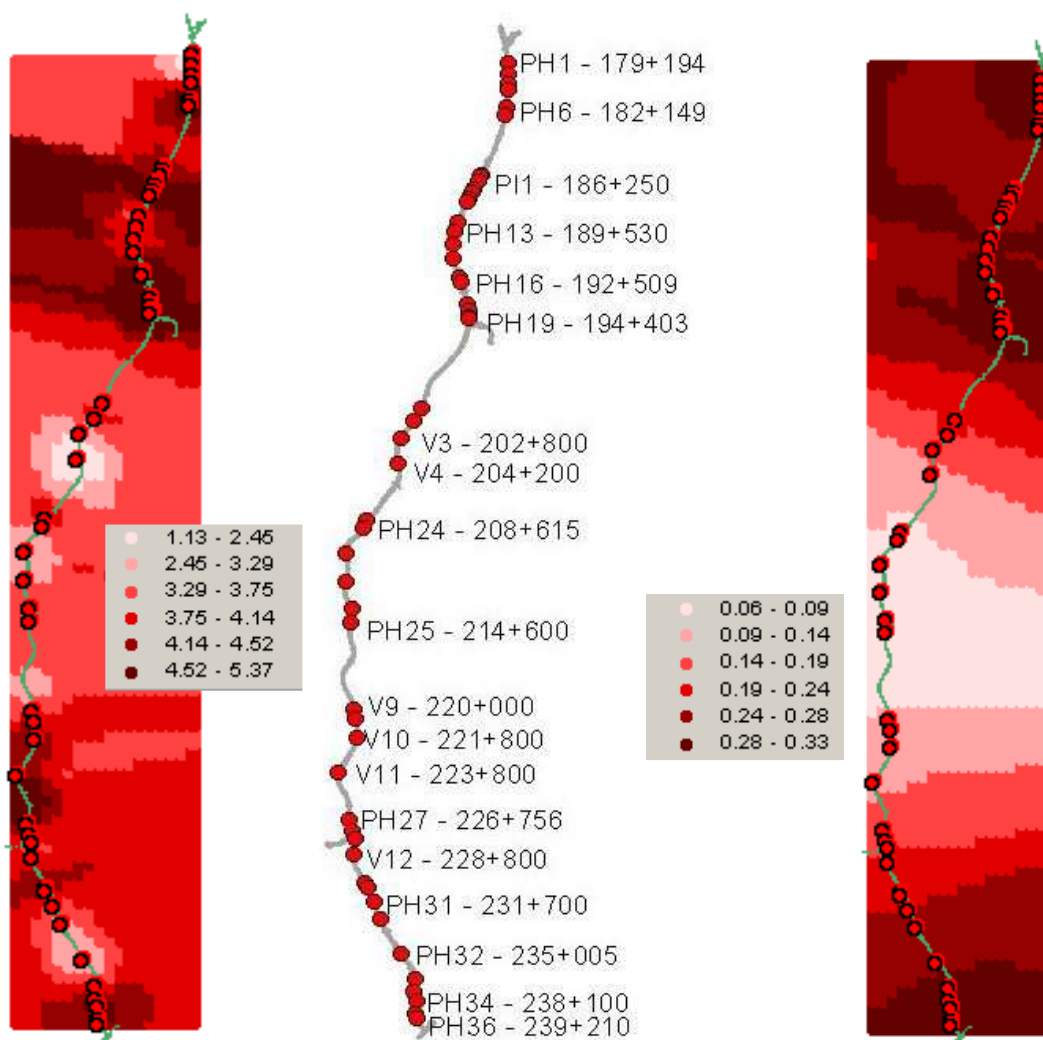 PH1 - 179+194
PH6 - 182+149
PI1 - 186+250
PH13 - 189+530
PH16 - 192+509
PH19 - 194+403
V3 - 202+800
V4 - 204+200
PH24 - 208+615
PH25 - 214+600
V9 - 220+000
V10 - 221+800
V11 - 223+800
PH27 - 226+756
V12 - 228+800
PH31 - 231+700
PH32 - 235+005
PH34 - 238+100
PH36 - 239+210
1.13 - 2.45
2.45 - 3.29
3.29 - 3.75
3.75 - 4.14
4.14 - 4.52
4.52 - 5.37
0.06 - 0.09
0.09 - 0.14
0.14 - 0.19
0.19 - 0.24
0.24 - 0.28
0.28 - 0.33